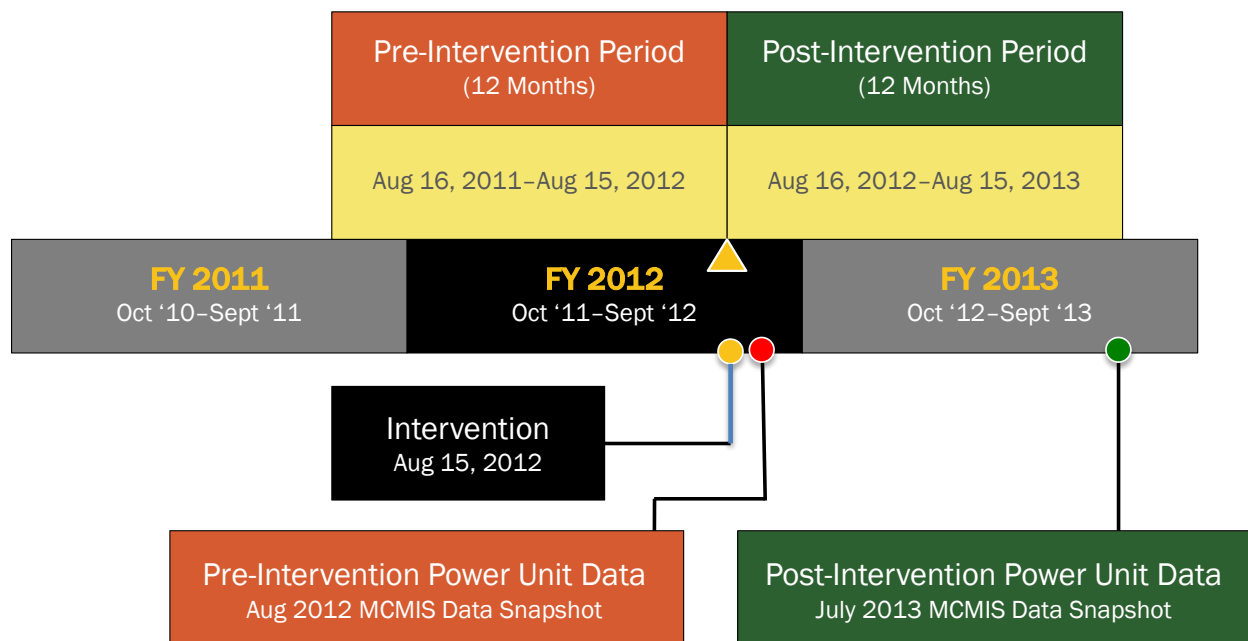 Pre-Intervention Period
(12 Months)
Post-Intervention Period
(12 Months)
Aug 16, 2011–Aug 15, 2012
Aug 16, 2012–Aug 15, 2013
FY 2011
Oct ‘10–Sept ‘11
FY 2012
Oct ‘11–Sept ‘12
FY 2013
Oct ‘12–Sept ‘13
Intervention
Aug 15, 2012
Pre-Intervention Power Unit Data
Aug 2012 MCMIS Data Snapshot
Post-Intervention Power Unit Data
July 2013 MCMIS Data Snapshot